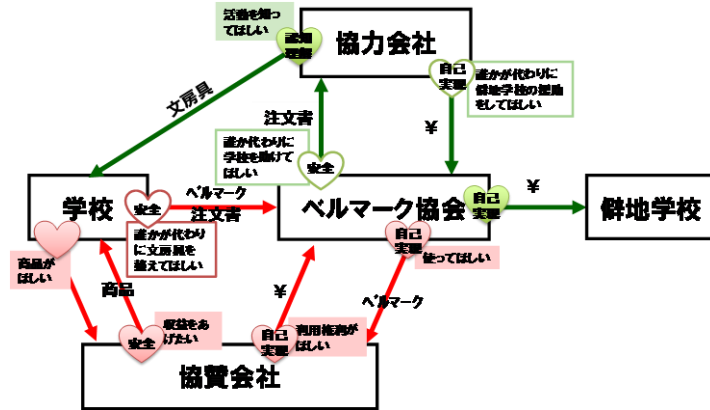 活動を知っ
てほしい
認知
理解
協力会社
自己
実現
誰かが代わりに
僻地学校の援助
をしてほしい
文房具
注文書
¥
誰か代わりに
学校を助けて
ほしい
安全
学校
安全
ベルマーク
注文書
ベルマーク協会
自己
実現
¥
僻地学校
誰かが代わり
に文房具を
揃えてほしい
自己
実現
使ってほしい
商品が
ほしい
商品
¥
ベルマーク
安全
収益をあ
げたい
自己
実現
利用権利が
ほしい
協賛会社